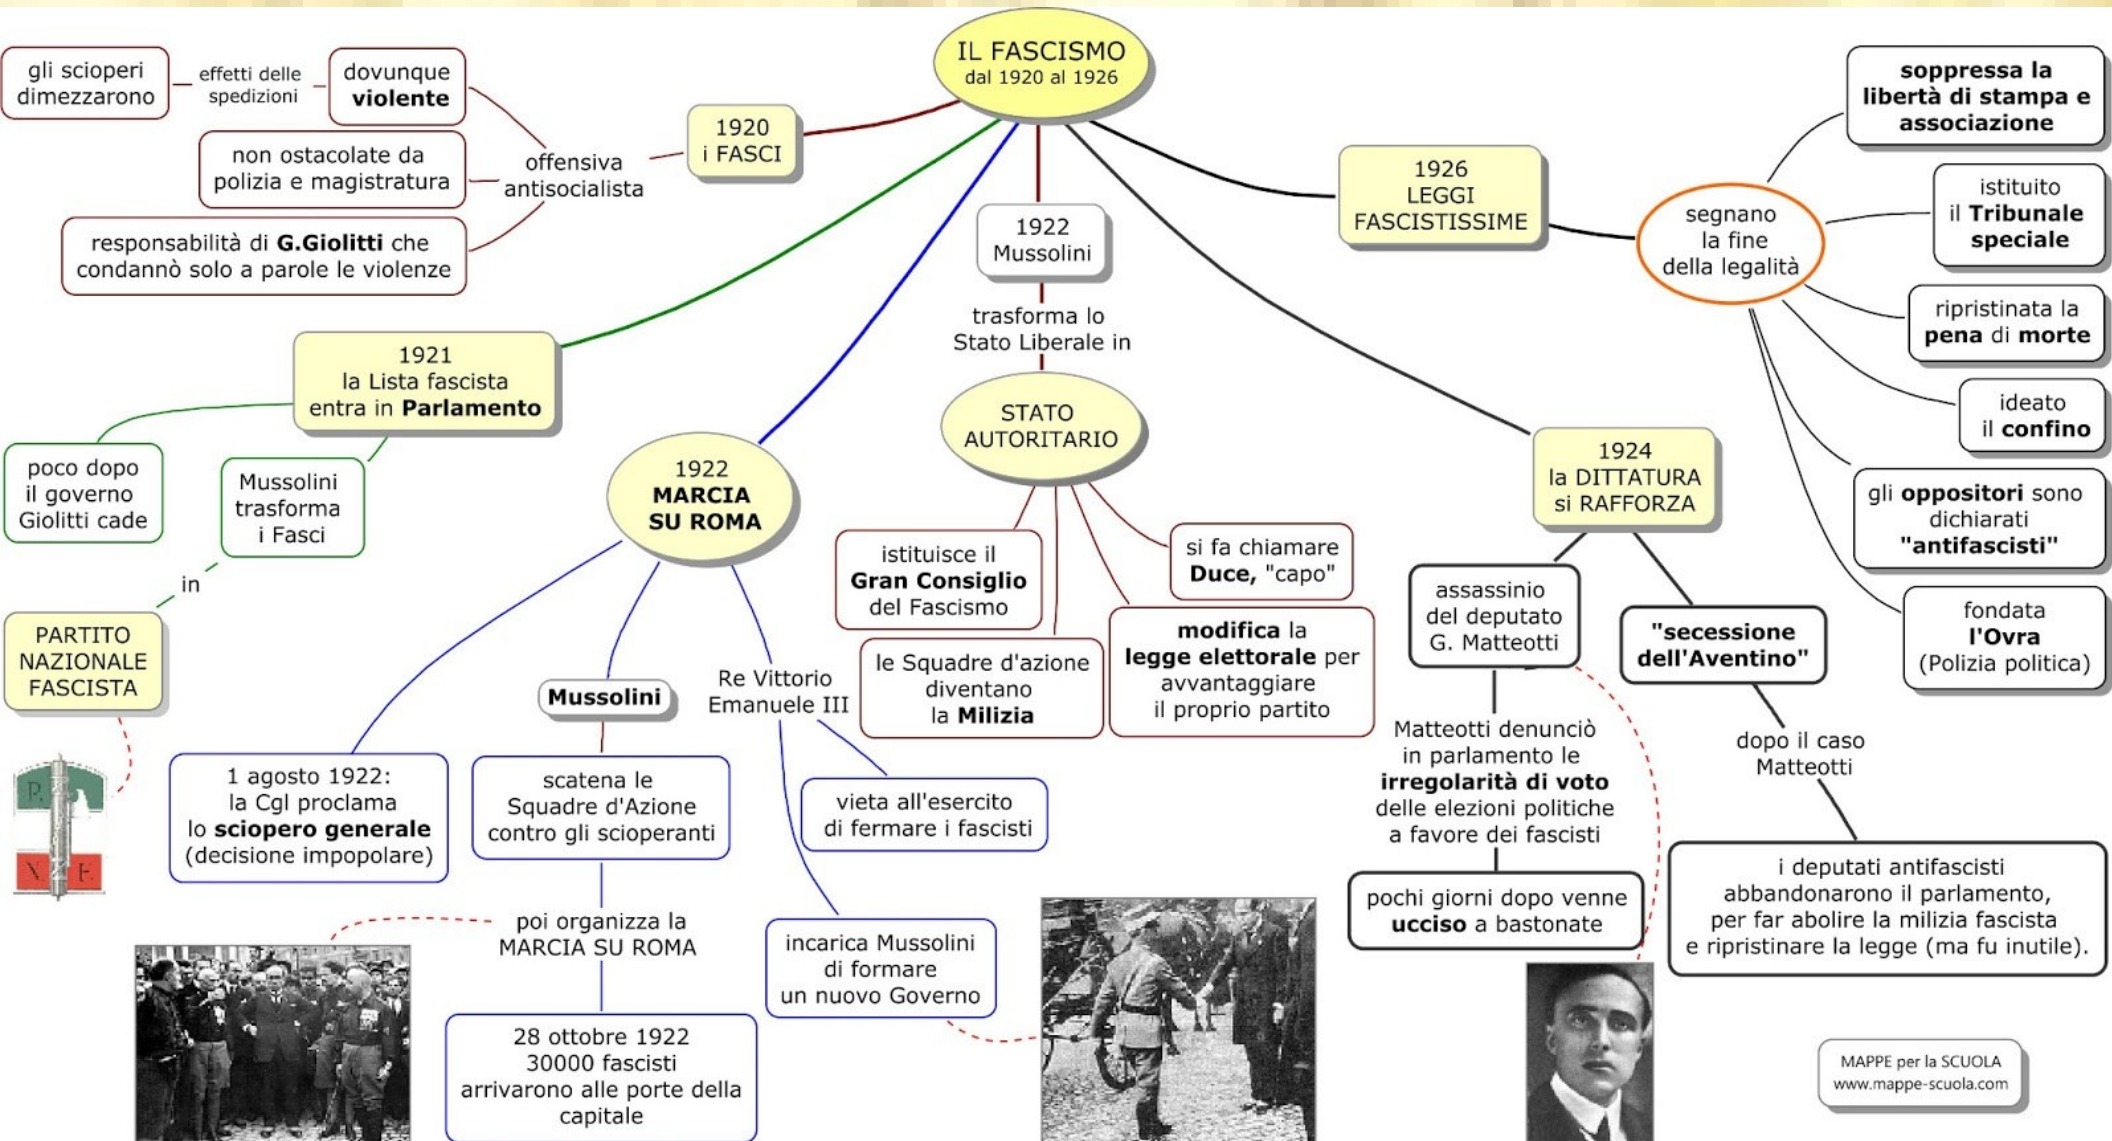 IL FASCISMO
dal 1920 al 1926
1920
i FASCI
offensiva
antisocialista
dovunque
violente
effetti delle
spedizioni
gli scioperi
dimezzarono
non ostacolate da
polizia e magistratura
responsabilità di G.Giolitti che
condannò solo a parole le violenze
1921
la Lista fascista
entra in Parlamento
poco dopo
il governo
Giolitti cade
Mussolini
trasforma
i Fasci
in
PARTITO
NAZIONALE
FASCISTA
P.
N.
F.
1922
MARCIA
SU ROMA
1 agosto 1922:
la Cgl proclama
lo sciopero generale
(decisione impopolare)
Mussolini
scatena le
Squadre d'Azione
contro gli scioperanti
poi organizza la
MARCIA SU ROMA
28 ottobre 1922
30000 fascisti
arrivarono alle porte della
capitale
Re Vittorio
Emanuele III
vieta all'esercito
di fermare i fascisti
incarica Mussolini
di formare
un nuovo Governo
1922
Mussolini
trasforma lo
Stato Liberale in
STATO
AUTORITARIO
istituisce il
Gran Consiglio
del Fascismo
le Squadre d'azione
diventano
la Milizia
modifica la
legge elettorale per
avvantaggiare
il proprio partito
si fa chiamare
Duce, "capo"
1924
la DITTATURA
si RAFFORZA
assassinio
del deputato
G. Matteotti
Matteotti denunciò
in parlamento le
irregolarità di voto
delle elezioni politiche
a favore dei fascisti
pochi giorni dopo venne
ucciso a bastonate
"secessione
dell'Aventino"
dopo il caso
Matteotti
i deputati antifascisti
abbandonarono il parlamento,
per far abolire la milizia fascista
e ripristinare la legge (ma fu inutile).
1926
LEGGI
FASCISTISSIME
segnano
la fine
della legalità
soppressa la
libertà di stampa e
associazione
istituito
il Tribunale
speciale
ripristinata la
pena di morte
ideato
il confino
gli oppositori sono
dichiarati
"antifascisti"
fondata
l'Ovra
(Polizia politica)
MAPPE per la SCUOLA
www.mappe-scuola.com